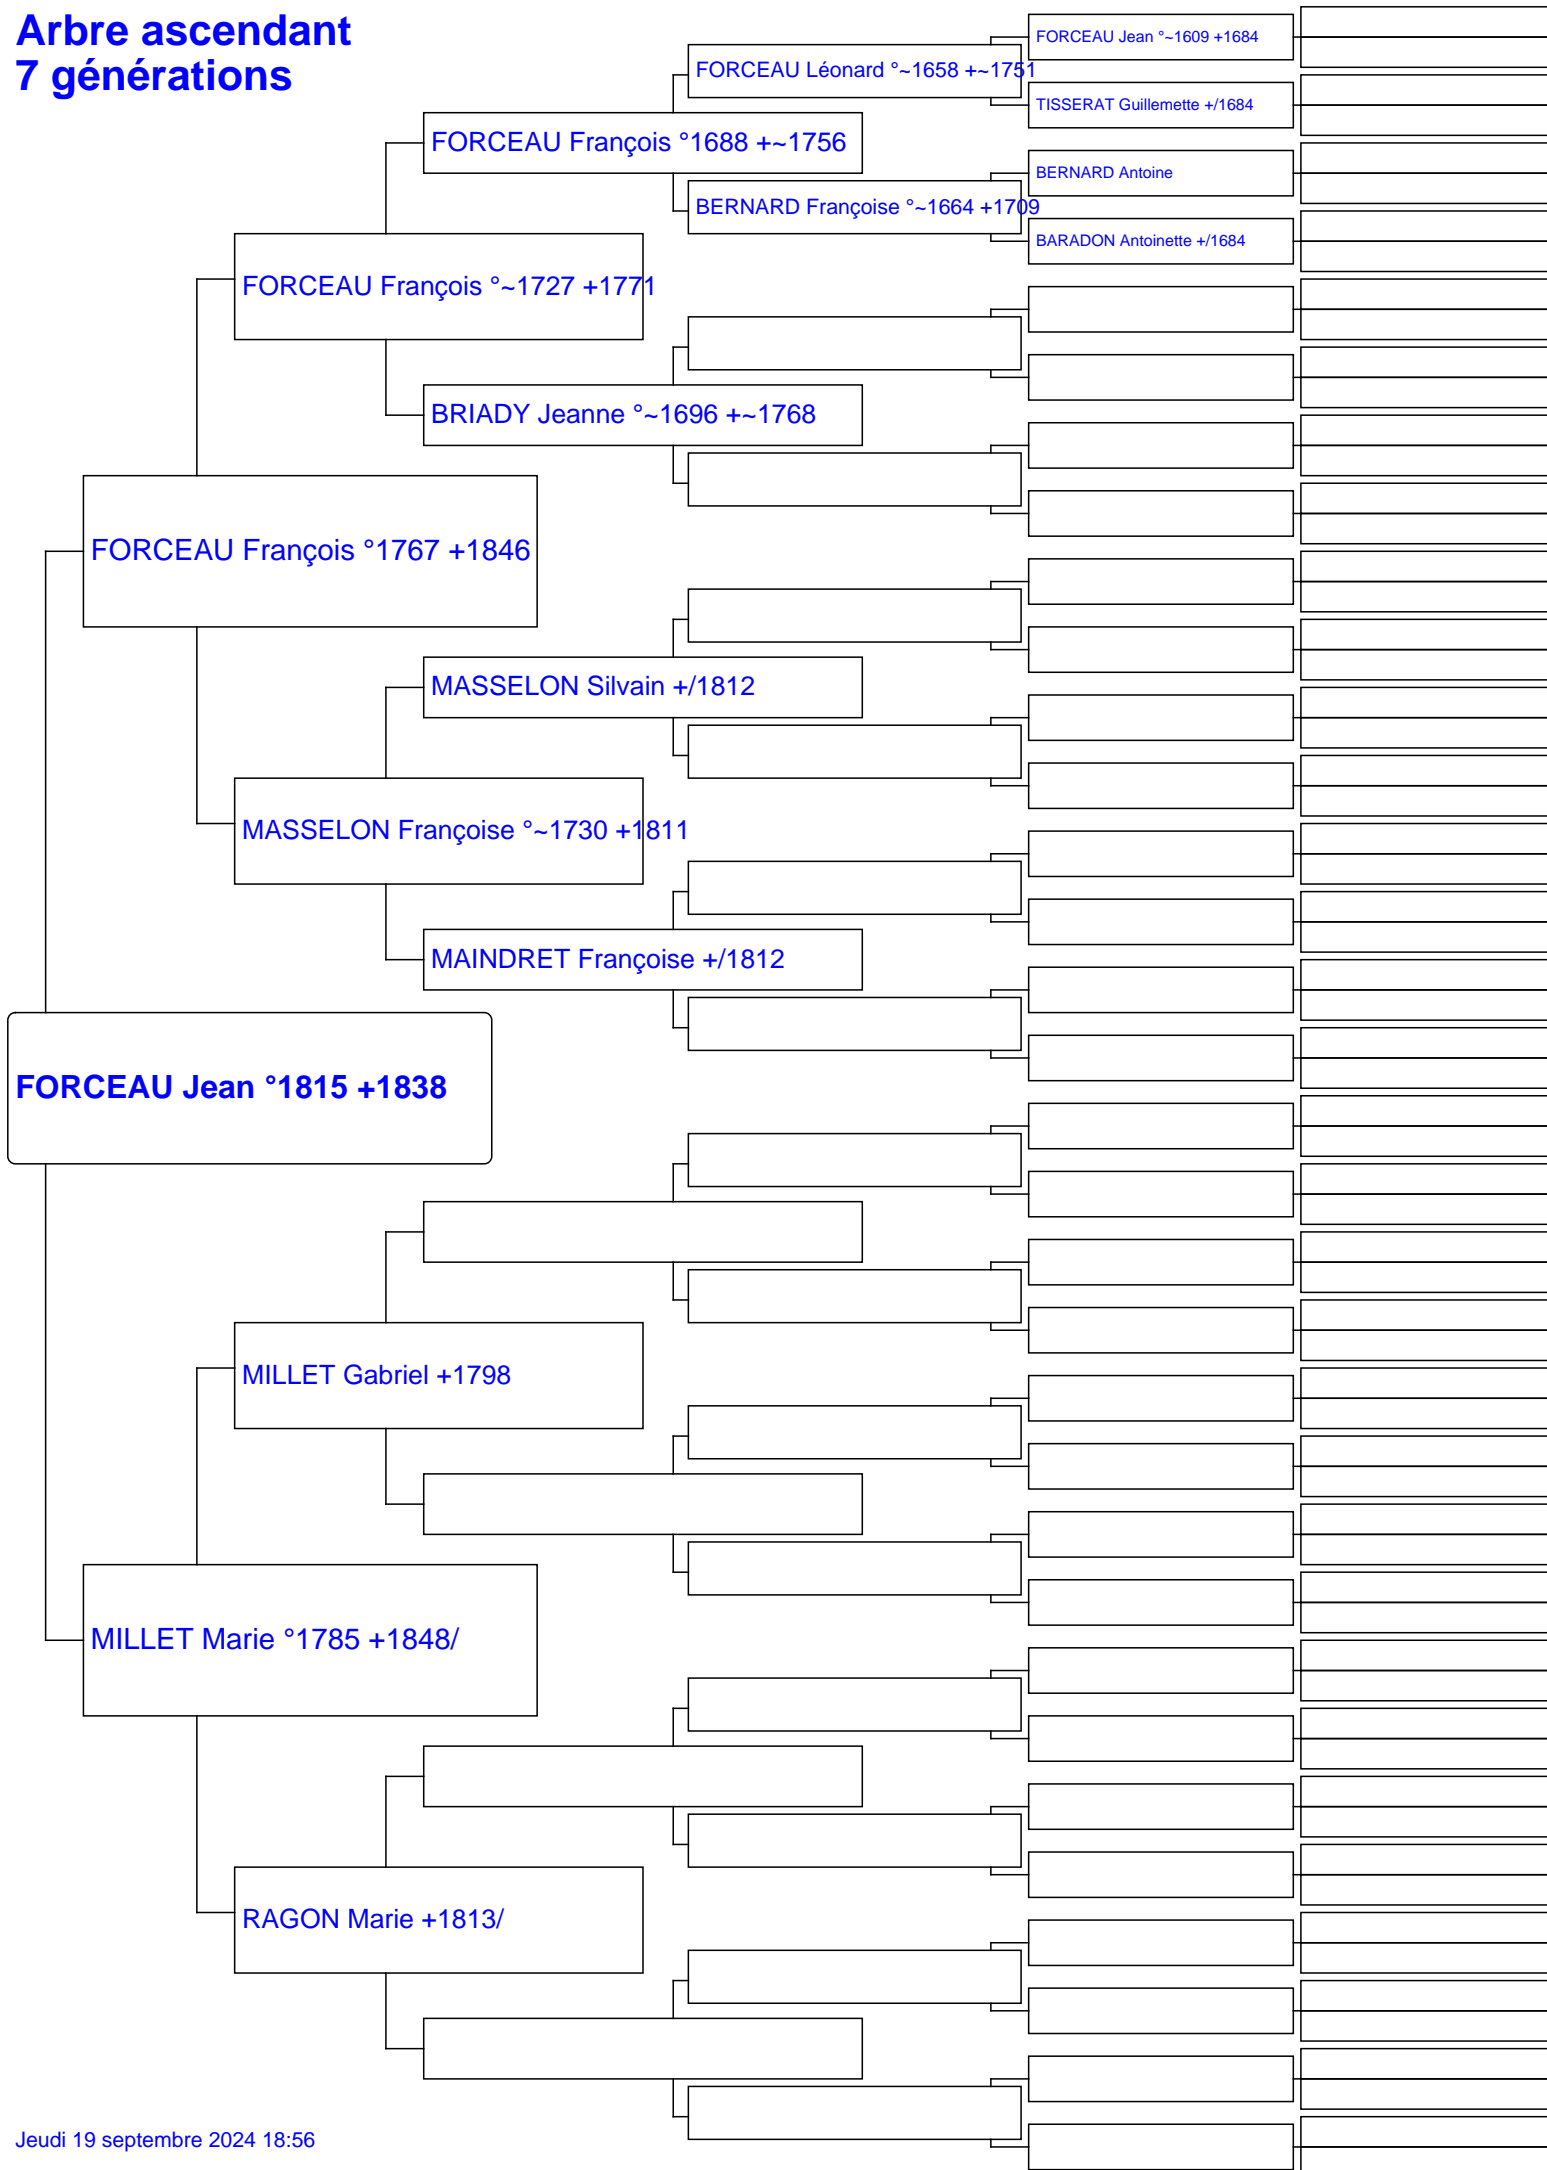 Arbre ascendant
7 générations
FORCEAU Jean °~1609 +1684
FORCEAU Léonard °~1658 +~1751
TISSERAT Guillemette +/1684
FORCEAU François °1688 +~1756
BERNARD Antoine
BERNARD Françoise °~1664 +1709
BARADON Antoinette +/1684
FORCEAU François °~1727 +1771
BRIADY Jeanne °~1696 +~1768
FORCEAU François °1767 +1846
MASSELON Silvain +/1812
MASSELON Françoise °~1730 +1811
MAINDRET Françoise +/1812
FORCEAU Jean °1815 +1838
MILLET Gabriel +1798
MILLET Marie °1785 +1848/
RAGON Marie +1813/
Jeudi 19 septembre 2024 18:56